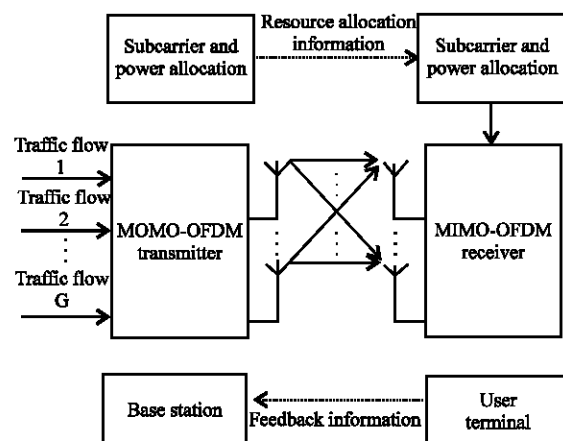 Subcarrier and
power allocation
Resource allocation
information
Subcarrier and
power allocation
Traffic flow
1
Traffic flow
2
Traffic flow
G
MOMO-OFDM
transmitter
MIMO-OFDM
receiver
Base station
Feedback information
User
terminal